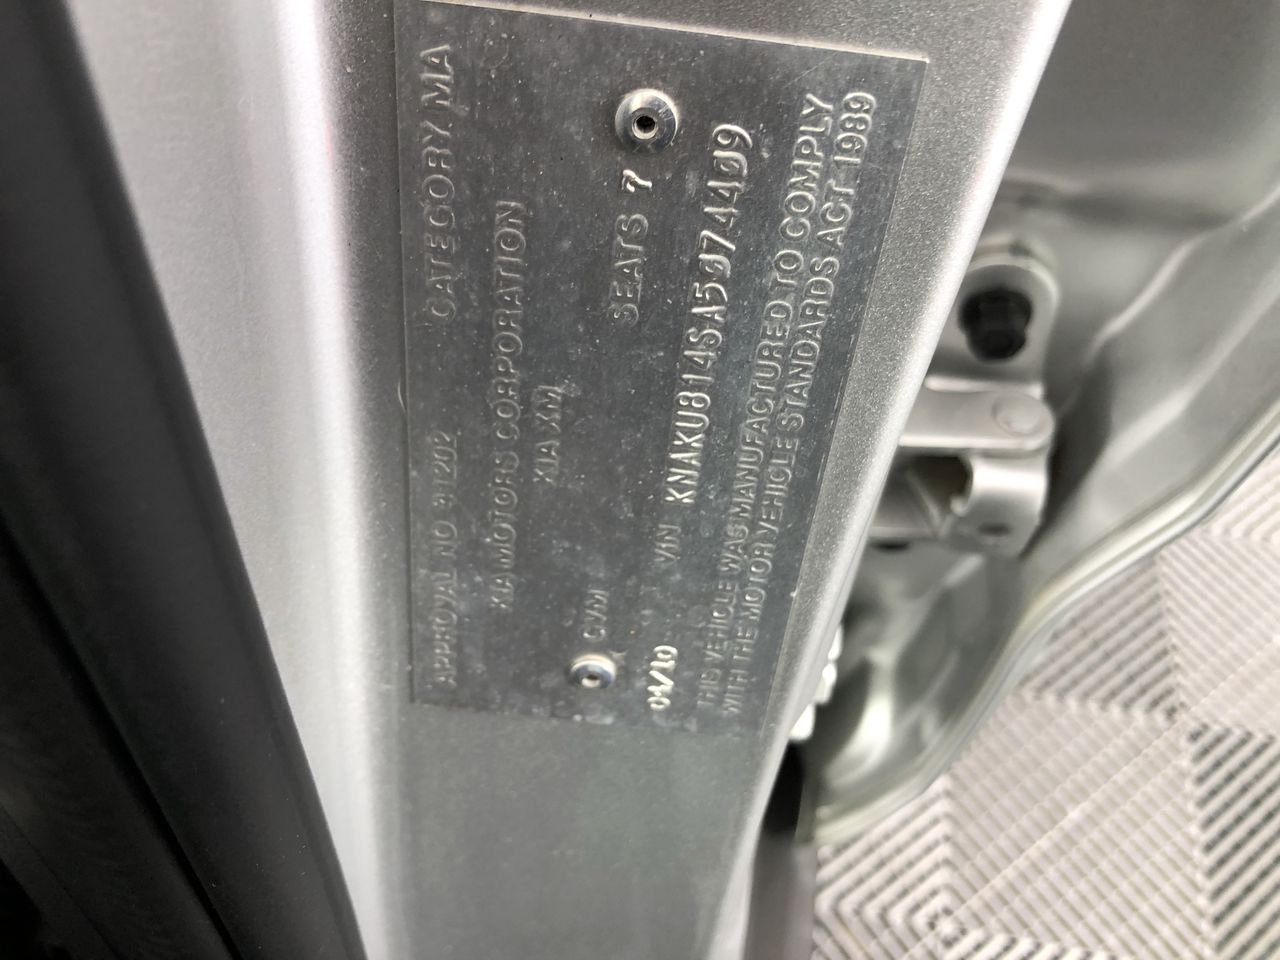 APPROVAL NO 31202 CATEGORY MA
KIA MOTORS CORPORATION
KIA XM
GVM SEATS 7
04/10 VIN KNAKU814SA5074409
THIS VEHICLE WAS MANUFACTURED TO COMPLY
WITH THE MOTOR VEHICLE STANDARDS ACT 1989